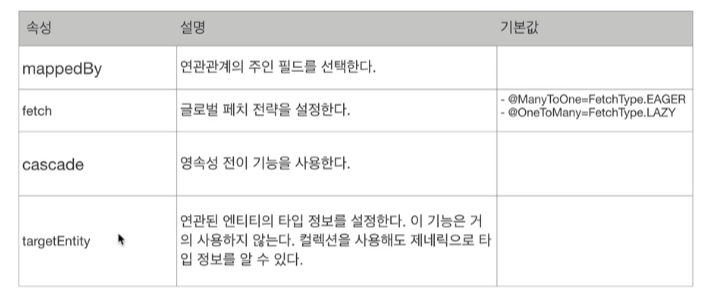 속성 설명 기본값
mappedBy 연관관계의 주인 필드를 선택한다.
fetch 글로벌 페치 전략을 설정한다. - @ManyToOne=FetchType.EAGER
- @OneToMany=FetchType.LAZY
cascade 영속성 전이 기능을 사용한다.
targetEntity 연관된 엔티티의 타입 정보를 설정한다. 이 기능은 거
의 사용하지 않는다. 컬렉션을 사용해도 제네릭으로 타
입 정보를 알 수 있다.